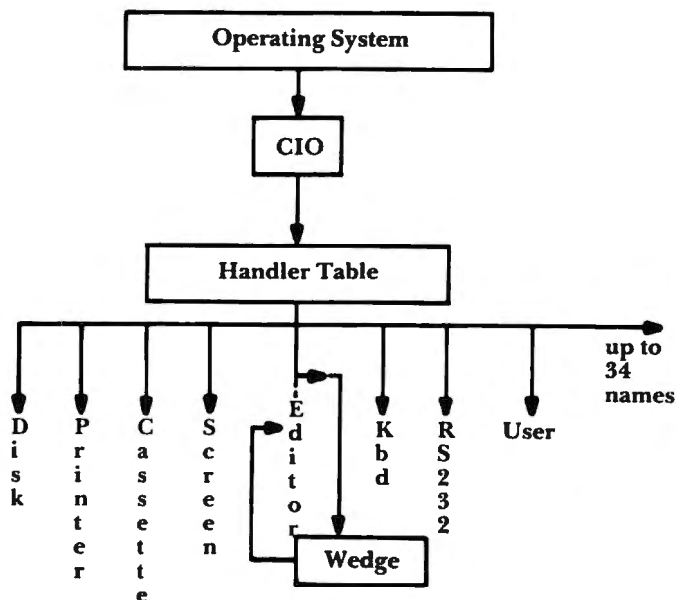 Operating System
CIO
Handler Table
up to
34
names
Disk
Printer
Cassette
Screen
Editor
Kbd
RS232
User
Wedge